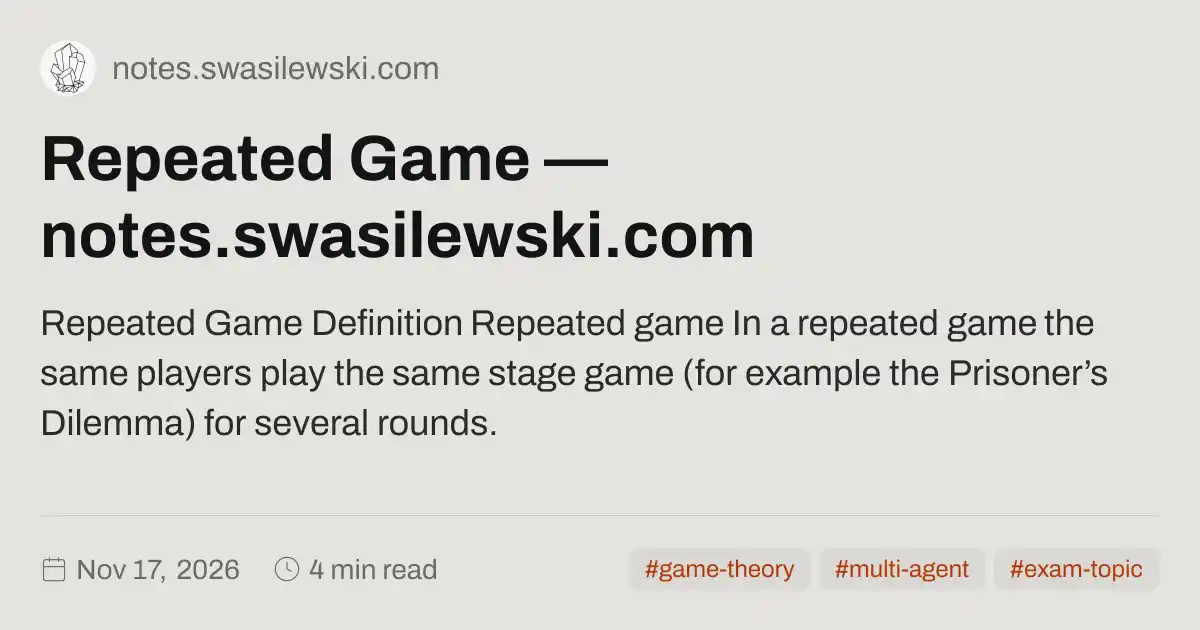 notes.swasilewski.com
Repeated Game —
notes.swasilewski.com
Repeated Game Definition Repeated game In a repeated game the
same players play the same stage game (for example the Prisoner’s
Dilemma) for several rounds.
Nov 17, 2026 4 min read #game-theory #multi-agent #exam-topic